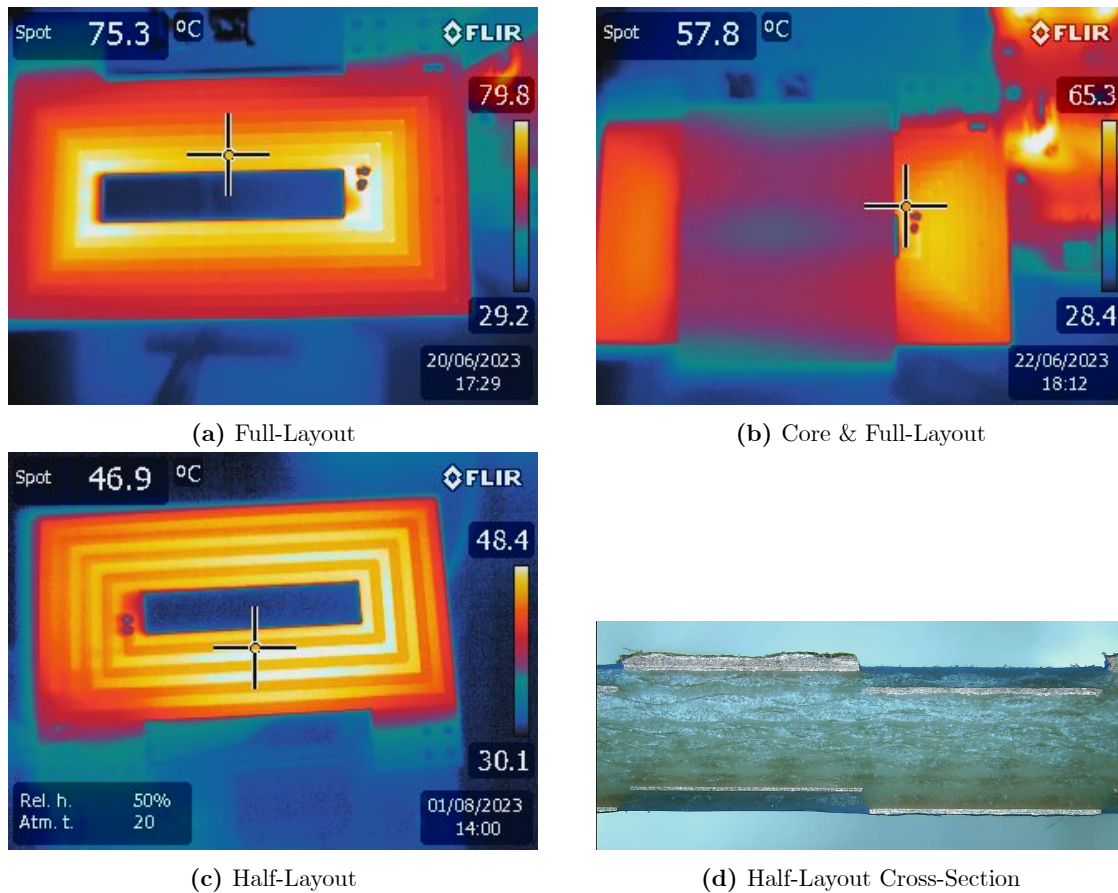 Spot 75.3 °C FLIR
79.8
29.2
20/06/2023
17:29
(a) Full-Layout
Spot 57.8 °C FLIR
65.3
28.4
22/06/2023
18:12
(b) Core & Full-Layout
Spot 46.9 °C FLIR
48.4
30.1
Rel. h. 50%
Atm. t. 20
01/08/2023
14:00
(c) Half-Layout
(d) Half-Layout Cross-Section